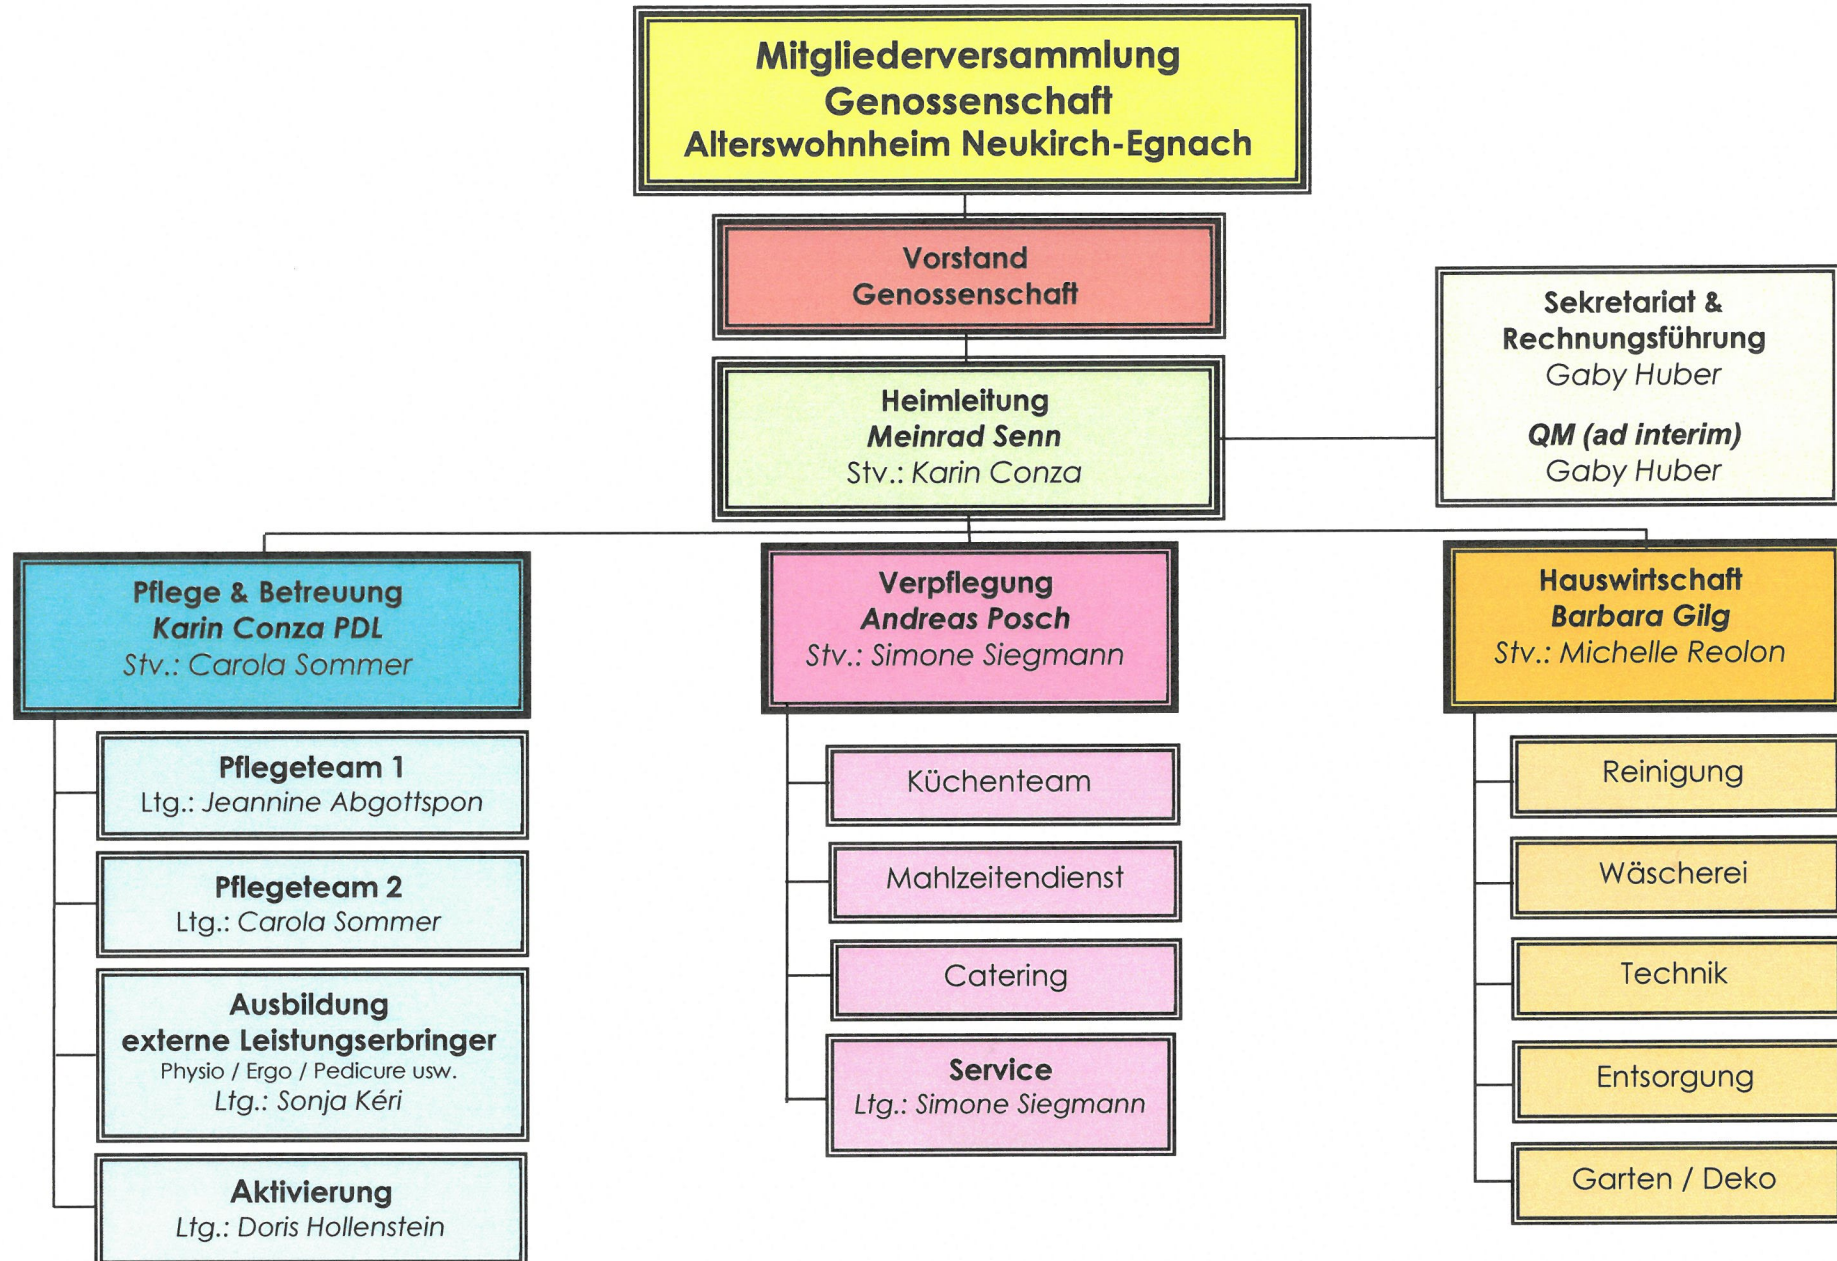 Mitgliederversammlung
Genossenschaft
Alterswohnheim Neukirch-Egnach
Vorstand
Genossenschaft
Sekretariat &
Rechnungsführung
Gaby Huber
QM (ad interim)
Gaby Huber
Heimleitung
Meinrad Senn
Stv.: Karin Conza
Pflege & Betreuung
Karin Conza PDL
Stv.: Carola Sommer
Pflegeteam 1
Ltg.: Jeannine Abgottspon
Pflegeteam 2
Ltg.: Carola Sommer
Ausbildung
externe Leistungserbringer
Physio / Ergo / Pedicure usw.
Ltg.: Sonja Kéri
Aktivierung
Ltg.: Doris Hollenstein
Verpflegung
Andreas Posch
Stv.: Simone Siegmann
Küchenteam
Mahlzeitendienst
Catering
Service
Ltg.: Simone Siegmann
Hauswirtschaft
Barbara Gilg
Stv.: Michelle Reolon
Reinigung
Wäscherei
Technik
Entsorgung
Garten / Deko